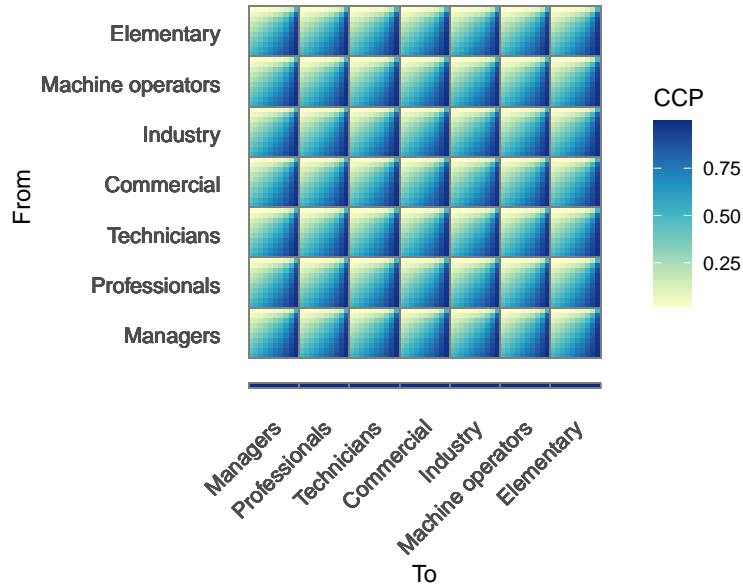 Elementary
Machine operators
Industry
Commercial
Technicians
Professionals
Managers
From
CCP
0.75
0.50
0.25
Managers
Professionals
Technicians
Commercial
Industry
Machine operators
Elementary
To